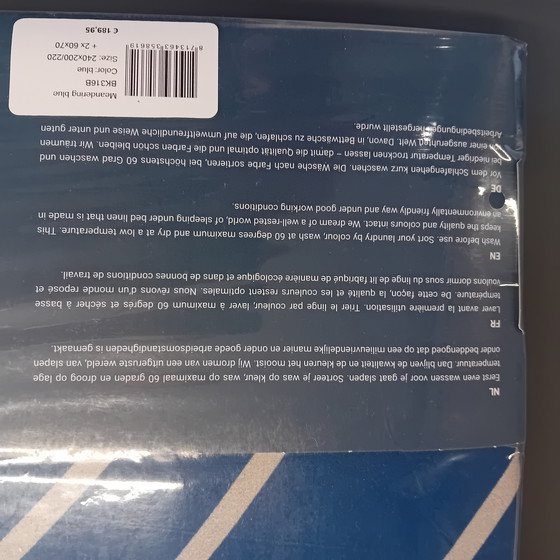 NL
Eerst even wassen voor je gaat slapen. Sorteer je was op kleur, was op maximaal 60 graden en droog op lage
temperatuur. Dan blijven de kwaliteit en de kleuren het mooist. Wij dromen van een uitgeruste wereld, van slapen
onder beddengoed dat op een milieuvriendelijke manier en onder goede arbeidsomstandigheden is gemaakt.
FR
Laver avant la première utilisation. Trier le linge par couleur, laver à maximum 60 degrés et sécher à basse
température. De cette façon, la qualité et les couleurs restent optimales. Nous rêvons d'un monde reposé et
voulons dormir sous du linge de lit fabriqué de manière écologique et dans de bonnes conditions de travail.
EN
Wash before use. Sort your laundry by colour, wash at 60 degrees maximum and dry at a low temperature. This
keeps the quality and colours intact. We dream of a well-rested world, of sleeping under bed linen that is made in
an environmentally friendly way and under good working conditions.
DE
Vor dem Schlafengehen kurz waschen. Die Wäsche nach Farbe sortieren, bei höchstens 60 Grad waschen und
bei niedriger Temperatur trocknen lassen – damit die Qualität optimal und die Farben schön bleiben. Wir träumen
einer ausgeruhten Welt. Davon, in Bettwäsche zu schlafen, die auf umweltfreundliche Weise und unter guten
Arbeitsbedingungen hergestellt wurde.
Meandering blue
BK316B
Color: blue
Size: 240x200/220
+ 2x 60x70
8 713463 358619
€ 189,95